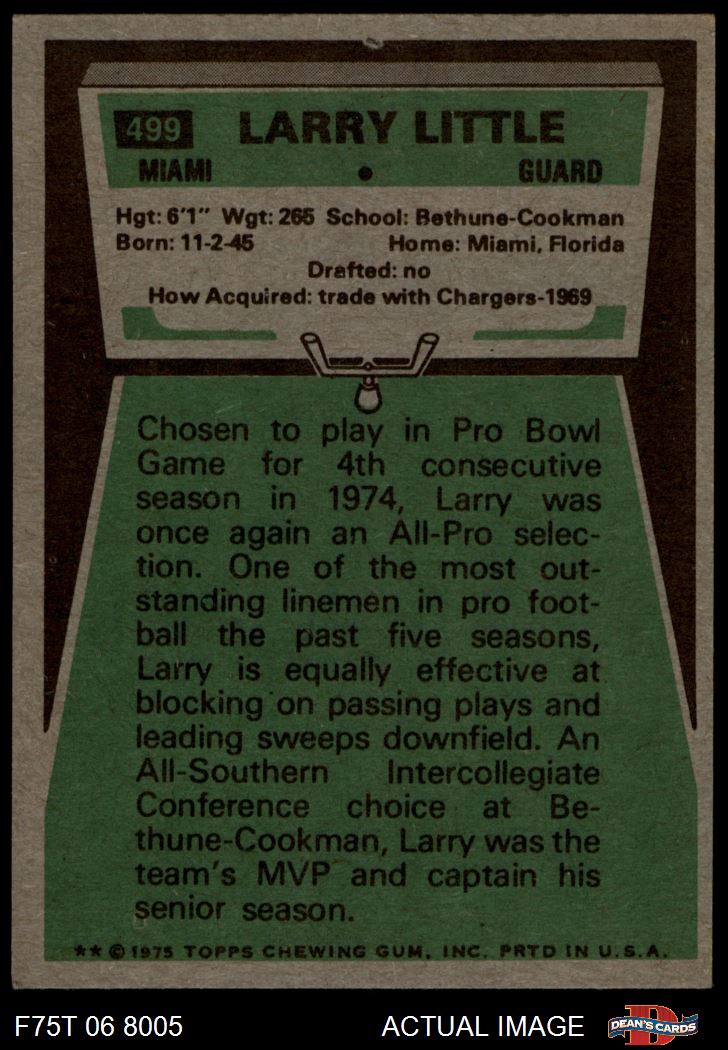 499 LARRY LITTLE
MIAMI • GUARD
Hgt: 6'1" Wgt: 265 School: Bethune-Cookman
Born: 11-2-45 Home: Miami, Florida
Drafted: no
How Acquired: trade with Chargers-1969
Chosen to play in Pro Bowl
Game for 4th consecutive
season in 1974, Larry was
once again an All-Pro selec-
tion. One of the most out-
standing linemen in pro foot-
ball the past five seasons,
Larry is equally effective at
blocking on passing plays and
leading sweeps downfield. An
All-Southern Intercollegiate
Conference choice at Be-
thune-Cookman, Larry was the
team's MVP and captain his
senior season.
** © 1975 TOPPS CHEWING GUM, INC. PRTD IN U.S.A.
F75T 06 8005 ACTUAL IMAGE D DEAN'S CARDS